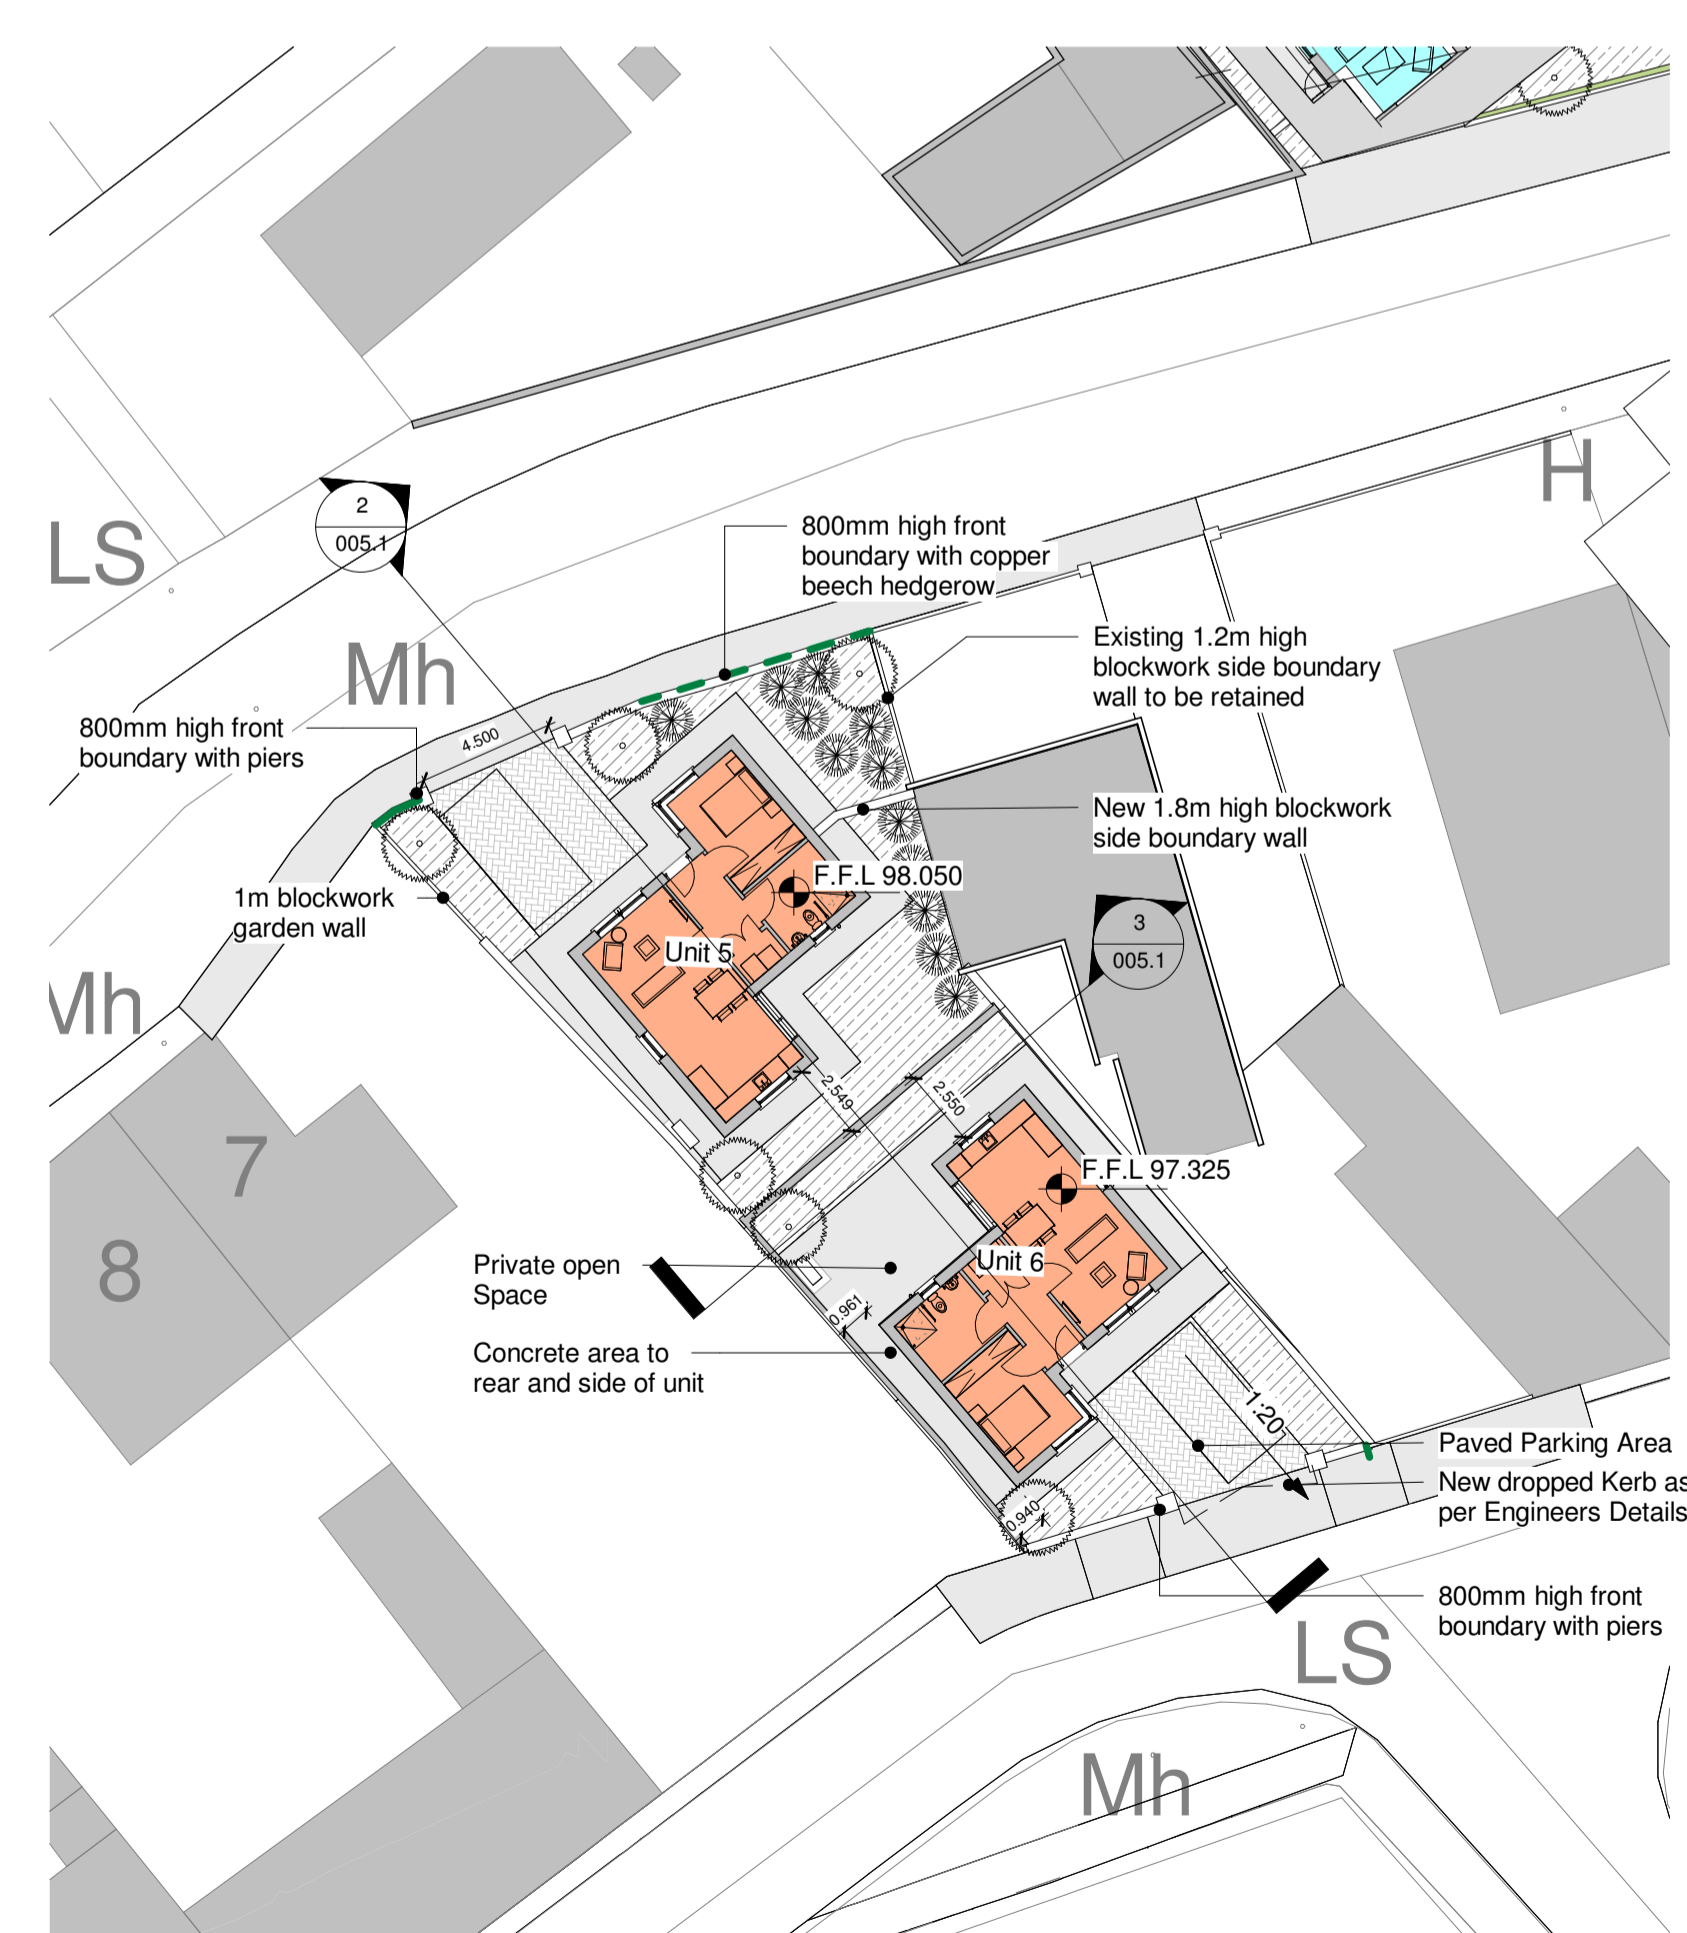 H
2
005.1
LS
800mm high front
boundary with copper
beech hedgerow
Existing 1.2m high
blockwork side boundary
wall to be retained
Mh
800mm high front
boundary with piers
4.500
New 1.8m high blockwork
side boundary wall
F.F.L 98.050
1m blockwork
garden wall
Unit 5
3
005.1
Mh
2.549
2.550
7
F.F.L 97.325
8
Private open
Space
Unit 6
0.961
Concrete area to
rear and side of unit
1:20
Paved Parking Area
New dropped Kerb as
per Engineers Details
0.940
800mm high front
boundary with piers
LS
Mh